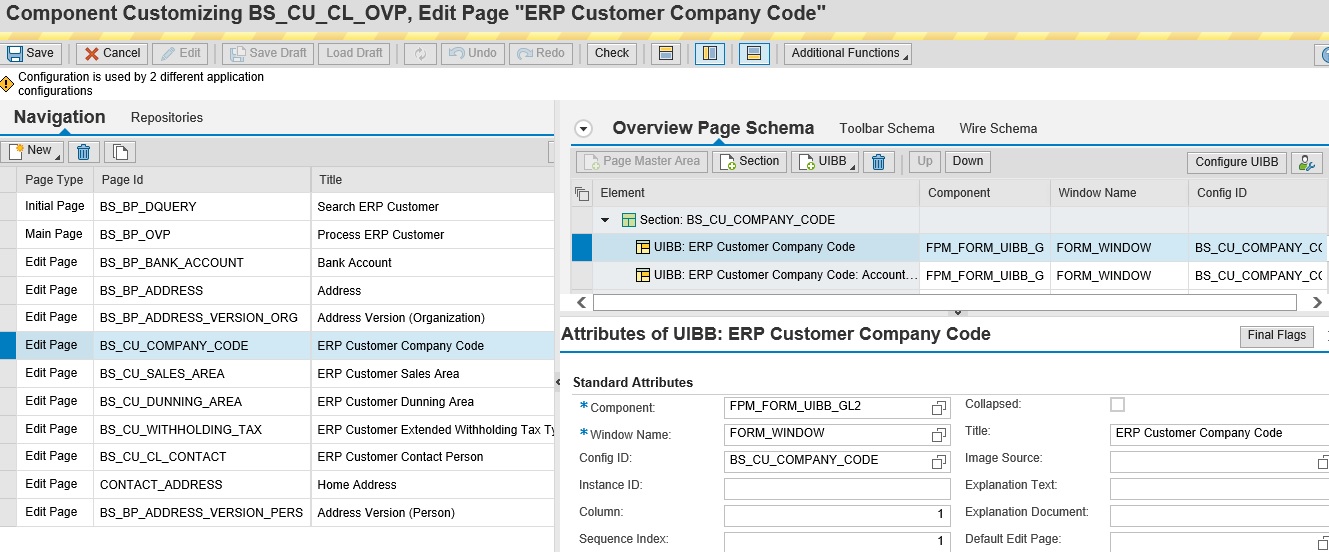 Component Customizing BS_CU_CL_OVP, Edit Page "ERP Customer Company Code"
Save Cancel Edit Save Draft Load Draft Undo Redo Check Additional Functions
Configuration is used by 2 different application
configurations
Navigation Repositories
New
Page Type Page Id Title
Initial Page BS_BP_DQUERY Search ERP Customer
Main Page BS_BP_OVP Process ERP Customer
Edit Page BS_BP_BANK_ACCOUNT Bank Account
Edit Page BS_BP_ADDRESS Address
Edit Page BS_BP_ADDRESS_VERSION_ORG Address Version (Organization)
Edit Page BS_CU_COMPANY_CODE ERP Customer Company Code
Edit Page BS_CU_SALES_AREA ERP Customer Sales Area
Edit Page BS_CU_DUNNING_AREA ERP Customer Dunning Area
Edit Page BS_CU_WITHHOLDING_TAX ERP Customer Extended Withholding Tax Ty
Edit Page BS_CU_CL_CONTACT ERP Customer Contact Person
Edit Page CONTACT_ADDRESS Home Address
Edit Page BS_BP_ADDRESS_VERSION_PERS Address Version (Person)
Overview Page Schema Toolbar Schema Wire Schema
Page Master Area Section UIBB Up Down Configure UIBB
Element Component Window Name Config ID
Section: BS_CU_COMPANY_CODE
UIBB: ERP Customer Company Code FPM_FORM_UIBB_G FORM_WINDOW BS_CU_COMPANY_CO
UIBB: ERP Customer Company Code: Account... FPM_FORM_UIBB_G FORM_WINDOW BS_CU_COMPANY_CO
Attributes of UIBB: ERP Customer Company Code Final Flags
Standard Attributes
*Component: FPM_FORM_UIBB_GL2 Collapsed:
*Window Name: FORM_WINDOW Title: ERP Customer Company Code
Config ID: BS_CU_COMPANY_CODE Image Source:
Instance ID: Explanation Text:
Column: 1 Explanation Document:
Sequence Index: 1 Default Edit Page: